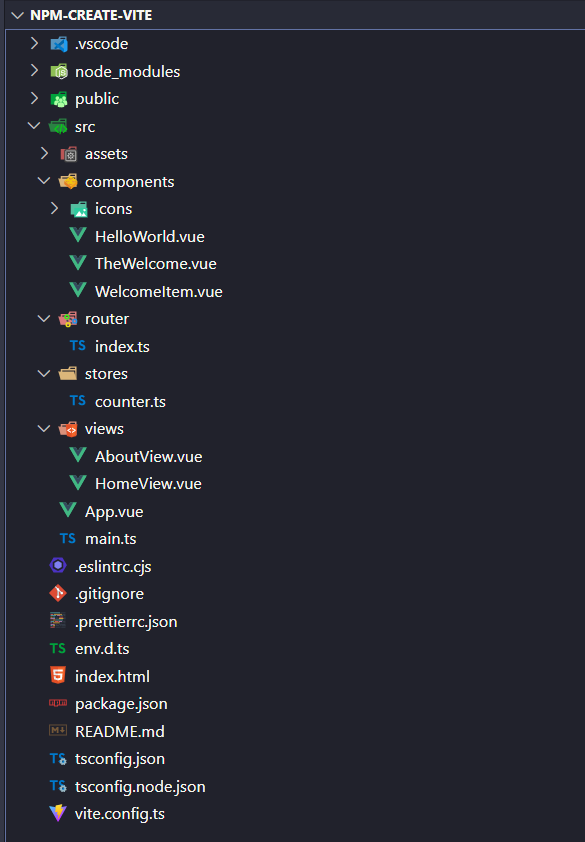 NPM-CREATE-VITE
.vscode
node_modules
public
src
assets
components
icons
HelloWorld.vue
TheWelcome.vue
WelcomeItem.vue
router
TS index.ts
stores
TS counter.ts
views
AboutView.vue
HomeView.vue
App.vue
TS main.ts
.eslintrc.cjs
.gitignore
.prettierrc.json
TS env.d.ts
index.html
package.json
README.md
TS tsconfig.json
TS tsconfig.node.json
vite.config.ts